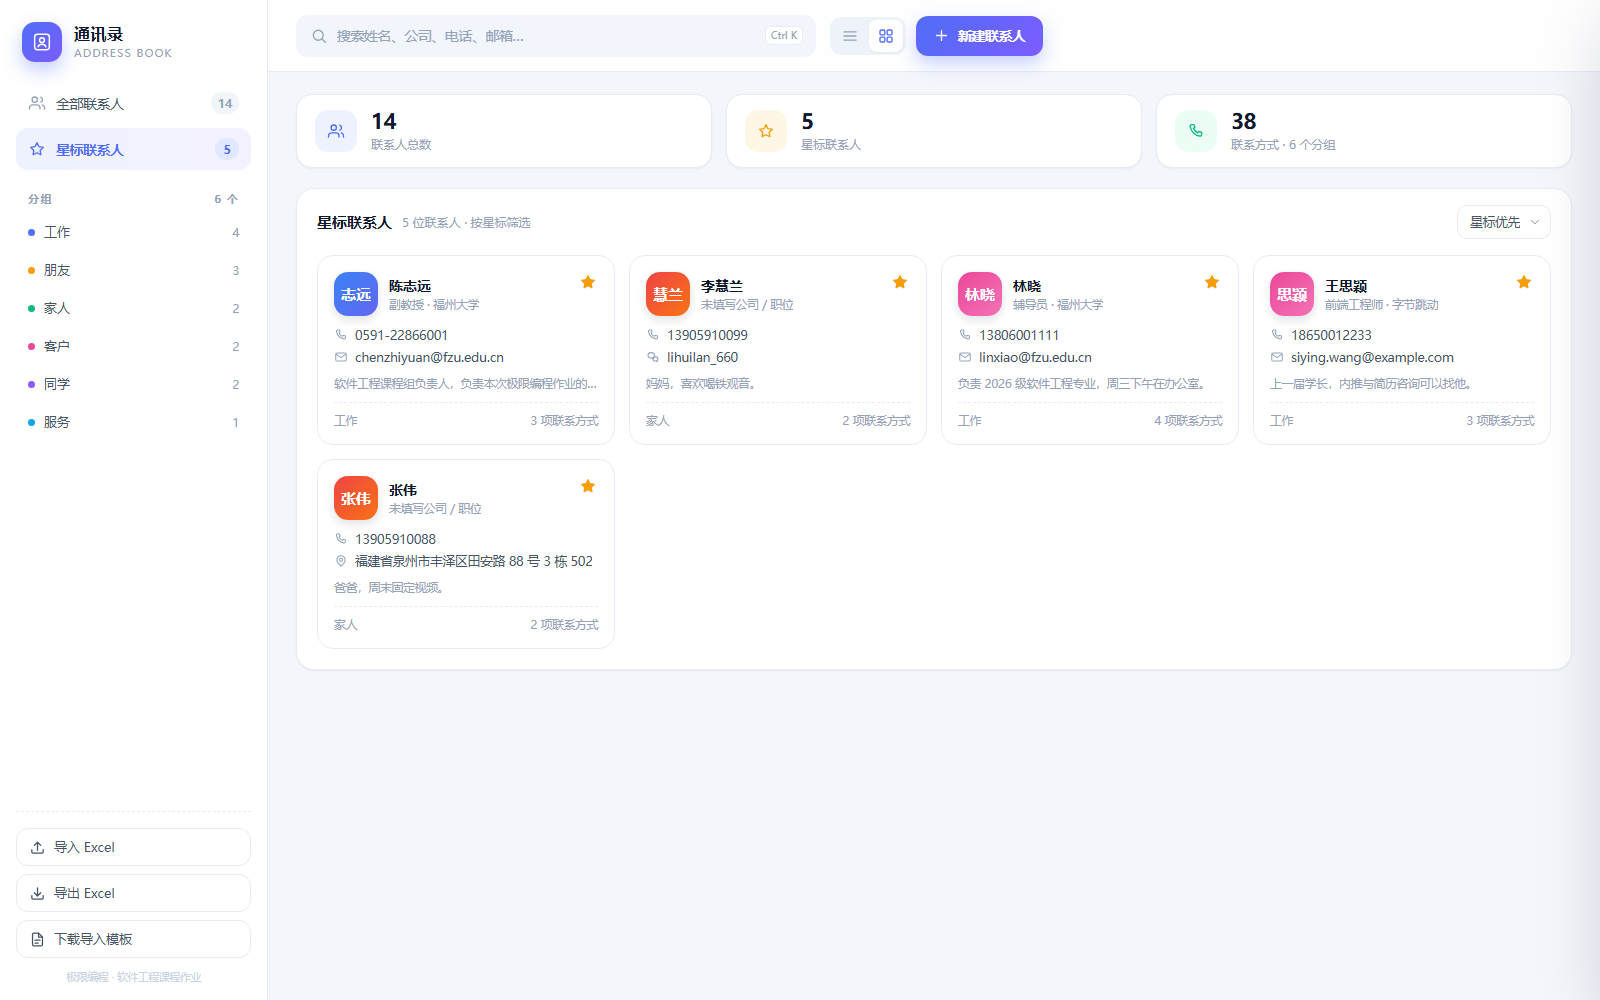 通讯录
ADDRESS BOOK
全部联系人 14
星标联系人 5
分组 6 个
工作 4
朋友 3
家人 2
客户 2
同学 2
服务 1
导入 Excel
导出 Excel
下载导入模板
极限编程 · 软件工程课程作业
搜索姓名、公司、电话、邮箱... Ctrl K
新建联系人
14
联系人总数
5
星标联系人
38
联系方式 · 6 个分组
星标联系人 5 位联系人 · 按星标筛选
星标优先
志远
陈志远
副教授 · 福州大学
0591-22866001
chenzhiyuan@fzu.edu.cn
软件工程课程组负责人，负责本次极限编程作业的...
工作 3 项联系方式
慧兰
李慧兰
未填写公司 / 职位
13905910099
lihuilan_660
妈妈，喜欢喝铁观音。
家人 2 项联系方式
林晓
林晓
辅导员 · 福州大学
13806001111
linxiao@fzu.edu.cn
负责 2026 级软件工程专业，周三下午在办公室。
工作 4 项联系方式
思颖
王思颖
前端工程师 · 字节跳动
18650012233
siying.wang@example.com
上一届学长，内推与简历咨询可以找他。
工作 3 项联系方式
张伟
张伟
未填写公司 / 职位
13905910088
福建省泉州市丰泽区田安路 88 号 3 栋 502
爸爸，周末固定视频。
家人 2 项联系方式